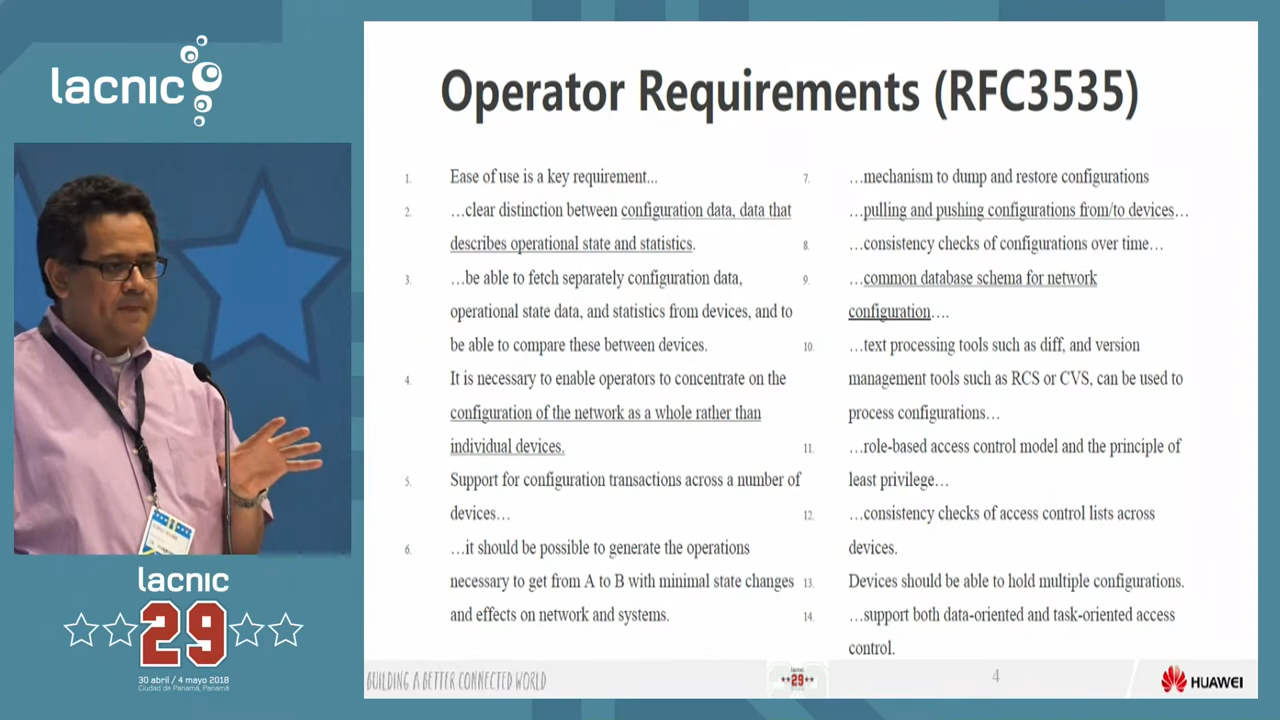 lacnic
Operator Requirements (RFC3535)
1. Ease of use is a key requirement...
2. …clear distinction between configuration data, data that
describes operational state and statistics.
3. …be able to fetch separately configuration data,
operational state data, and statistics from devices, and to
be able to compare these between devices.
4. It is necessary to enable operators to concentrate on the
configuration of the network as a whole rather than
individual devices.
5. Support for configuration transactions across a number of
devices…
6. …it should be possible to generate the operations
necessary to get from A to B with minimal state changes
and effects on network and systems.
7. …mechanism to dump and restore configurations
…pulling and pushing configurations from/to devices…
8. …consistency checks of configurations over time…
9. …common database schema for network
configuration….
10. …text processing tools such as diff, and version
management tools such as RCS or CVS, can be used to
process configurations…
11. …role-based access control model and the principle of
least privilege…
12. …consistency checks of access control lists across
devices.
13. Devices should be able to hold multiple configurations.
14. …support both data-oriented and task-oriented access
control.
lacnic
29
30 abril / 4 mayo 2018
Ciudad de Panamá, Panamá
BUILDING A BETTER CONNECTED WORLD
lacnic
29
4
HUAWEI